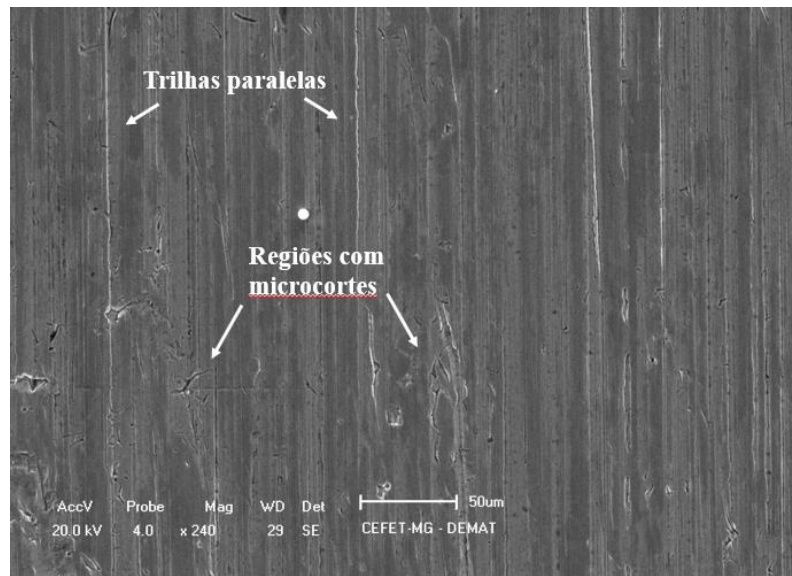 Trilhas paralelas
Regiões com
microcortes
AccV Probe Mag WD Det
20.0 kV 4.0 x 240 29 SE
50um
CEFET-MG - DEMAT